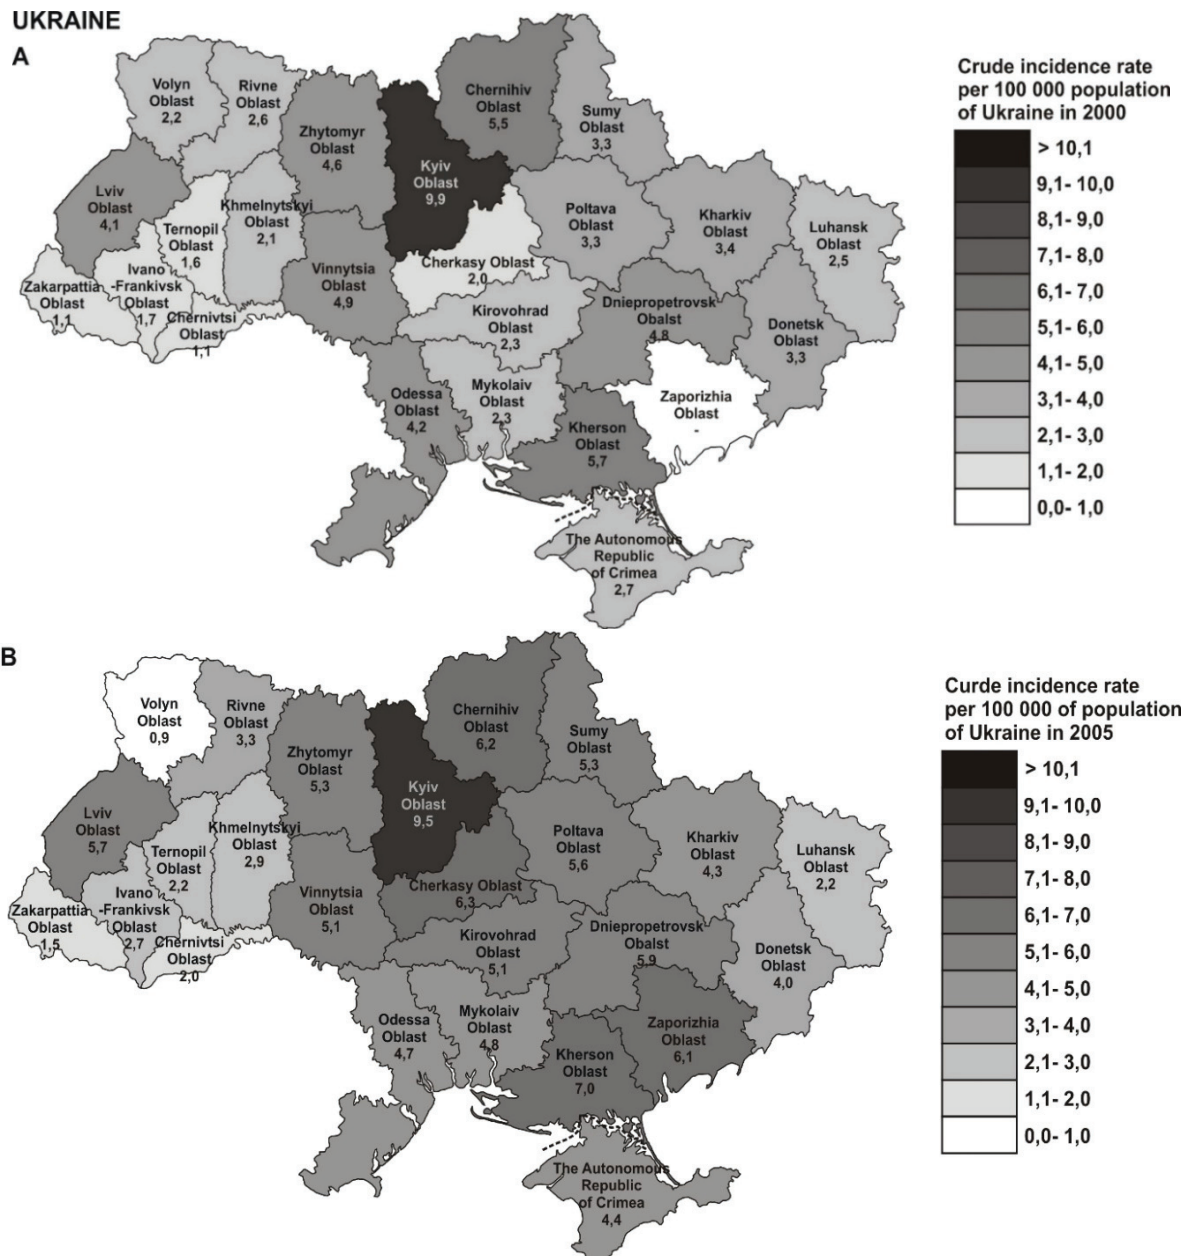 UKRAINE
A
Volyn
Oblast
2,2
Rivne
Oblast
2,6
Zhytomyr
Oblast
4,6
Kyiv
Oblast
9,9
Chernihiv
Oblast
5,5
Sumy
Oblast
3,3
Lviv
Oblast
4,1
Ternopil
Oblast
1,6
Khmelnytskyi
Oblast
2,1
Vinnytsia
Oblast
4,9
Cherkasy Oblast
2,0
Poltava
Oblast
3,3
Kharkiv
Oblast
3,4
Luhansk
Oblast
2,5
Zakarpattia
Oblast
1,1
Ivano
-Frankivsk
Oblast
1,7
Chernivtsi
Oblast
1,1
Kirovohrad
Oblast
2,3
Dniepropetrovsk
Obalst
4,8
Donetsk
Oblast
3,3
Odessa
Oblast
4,2
Mykolaiv
Oblast
2,3
Kherson
Oblast
5,7
Zaporizhia
Oblast
-
The Autonomous
Republic
of Crimea
2,7
Crude incidence rate
per 100 000 population
of Ukraine in 2000
> 10,1
9,1- 10,0
8,1- 9,0
7,1- 8,0
6,1- 7,0
5,1- 6,0
4,1- 5,0
3,1- 4,0
2,1- 3,0
1,1- 2,0
0,0- 1,0
B
Volyn
Oblast
0,9
Rivne
Oblast
3,3
Zhytomyr
Oblast
5,3
Kyiv
Oblast
9,5
Chernihiv
Oblast
6,2
Sumy
Oblast
5,3
Lviv
Oblast
5,7
Ternopil
Oblast
2,2
Khmelnytskyi
Oblast
2,9
Vinnytsia
Oblast
5,1
Cherkasy Oblast
6,3
Poltava
Oblast
5,6
Kharkiv
Oblast
4,3
Luhansk
Oblast
2,2
Zakarpattia
Oblast
1,5
Ivano
-Frankivsk
Oblast
2,7
Chernivtsi
Oblast
2,0
Kirovohrad
Oblast
5,1
Dniepropetrovsk
Obalst
5,9
Donetsk
Oblast
4,0
Odessa
Oblast
4,7
Mykolaiv
Oblast
4,8
Kherson
Oblast
7,0
Zaporizhia
Oblast
6,1
The Autonomous
Republic
of Crimea
4,4
Curde incidence rate
per 100 000 of population
of Ukraine in 2005
> 10,1
9,1- 10,0
8,1- 9,0
7,1- 8,0
6,1- 7,0
5,1- 6,0
4,1- 5,0
3,1- 4,0
2,1- 3,0
1,1- 2,0
0,0- 1,0